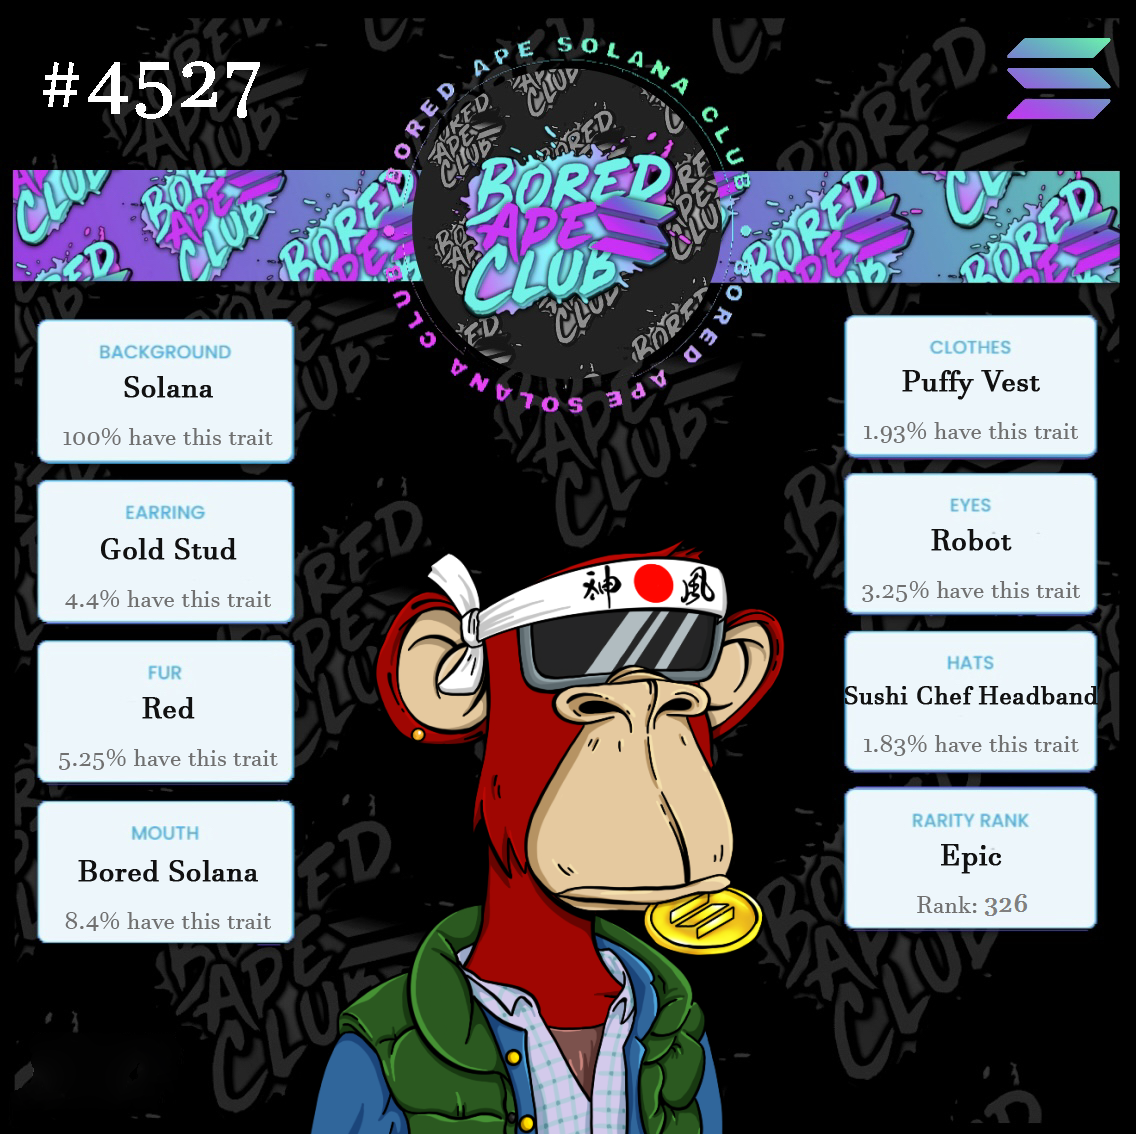 #4527
BORED APE SOLANA CLUB
BORED APE SOLANA CLUB
BORED
APE
CLUB
BACKGROUND
Solana
100% have this trait
EARRING
Gold Stud
4.4% have this trait
FUR
Red
5.25% have this trait
MOUTH
Bored Solana
8.4% have this trait
CLOTHES
Puffy Vest
1.93% have this trait
EYES
Robot
3.25% have this trait
HATS
Sushi Chef Headband
1.83% have this trait
RARITY RANK
Epic
Rank: 326
神 風